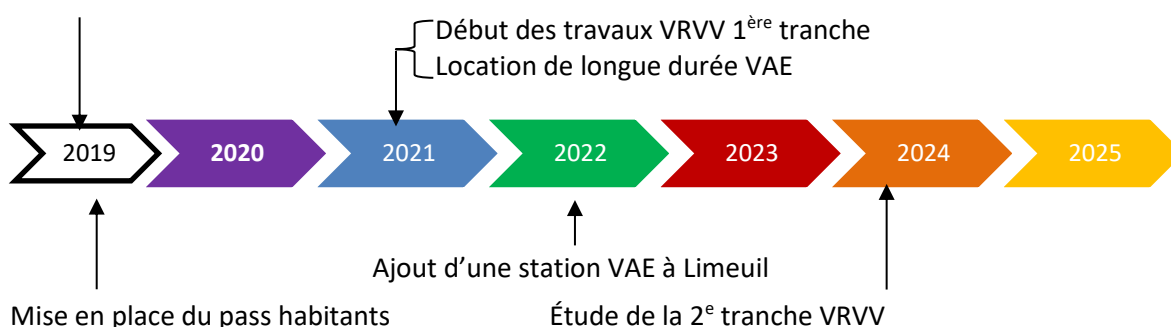 Début des travaux VRVV 1ère tranche
Location de longue durée VAE
2019 2020 2021 2022 2023 2024 2025
Ajout d’une station VAE à Limeuil
Mise en place du pass habitants Étude de la 2e tranche VRVV